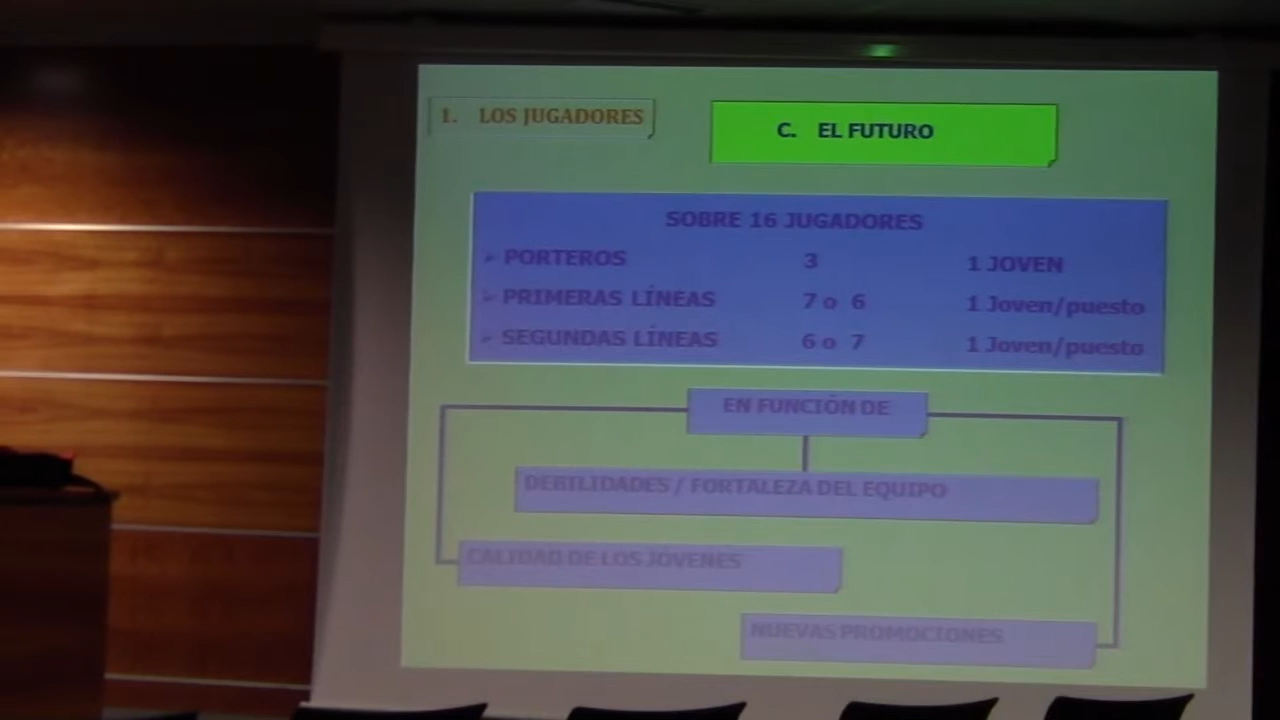 1. LOS JUGADORES
C. EL FUTURO
SOBRE 16 JUGADORES
➢ PORTEROS 3 1 JOVEN
➢ PRIMERAS LÍNEAS 7 o 6 1 Joven/puesto
➢ SEGUNDAS LÍNEAS 6 o 7 1 Joven/puesto
EN FUNCIÓN DE
DEBILIDADES / FORTALEZA DEL EQUIPO
CALIDAD DE LOS JÓVENES
NUEVAS PROMOCIONES